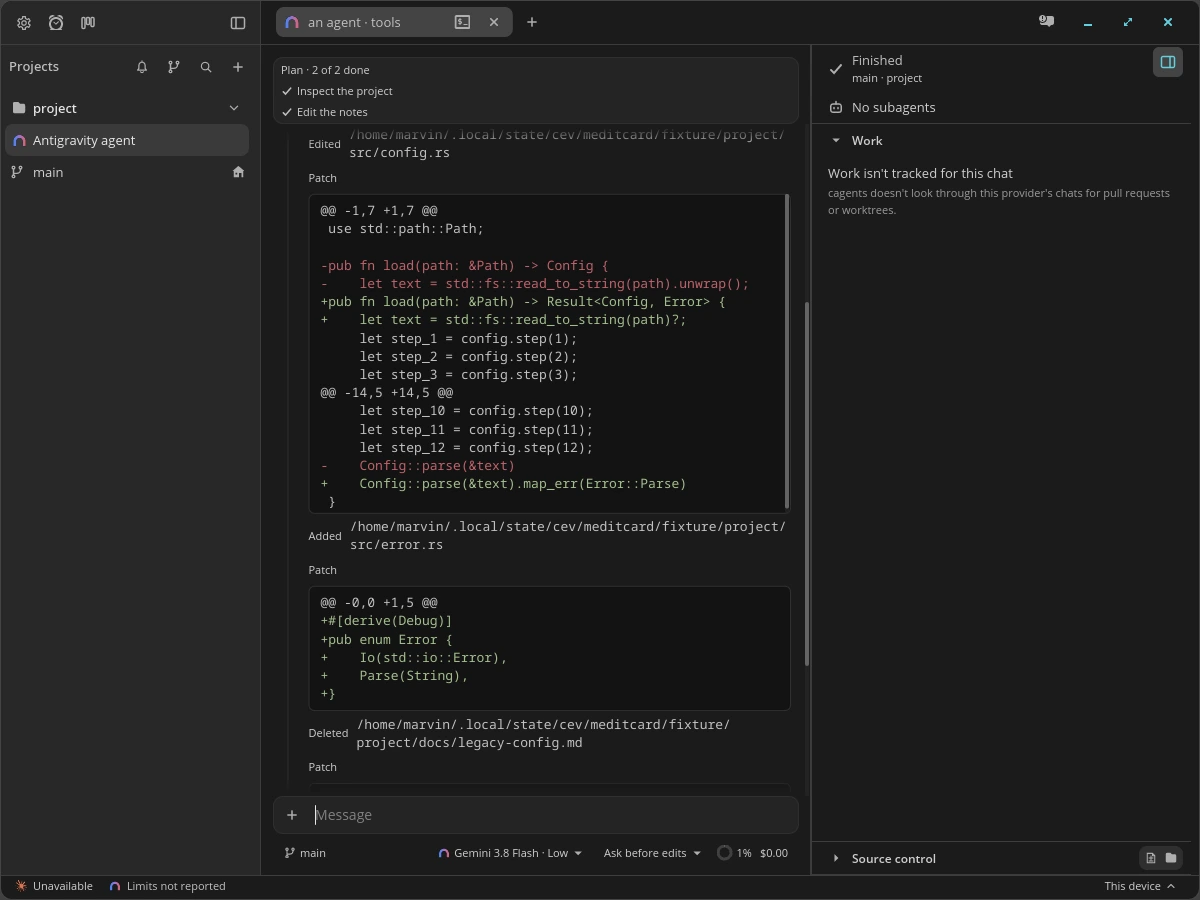 an agent · tools
Projects
project
Antigravity agent
main
Plan · 2 of 2 done
Inspect the project
Edit the notes
Edited
/home/marvin/.local/state/cev/meditcard/fixture/project/
src/config.rs
Patch
@@ -1,7 +1,7 @@
 use std::path::Path;
-pub fn load(path: &Path) -> Config {
-    let text = std::fs::read_to_string(path).unwrap();
+pub fn load(path: &Path) -> Result<Config, Error> {
+    let text = std::fs::read_to_string(path)?;
     let step_1 = config.step(1);
     let step_2 = config.step(2);
     let step_3 = config.step(3);
@@ -14,5 +14,5 @@
     let step_10 = config.step(10);
     let step_11 = config.step(11);
     let step_12 = config.step(12);
-    Config::parse(&text)
+    Config::parse(&text).map_err(Error::Parse)
 }
Added
/home/marvin/.local/state/cev/meditcard/fixture/project/
src/error.rs
Patch
@@ -0,0 +1,5 @@
+#[derive(Debug)]
+pub enum Error {
+    Io(std::io::Error),
+    Parse(String),
+}
Deleted
/home/marvin/.local/state/cev/meditcard/fixture/
project/docs/legacy-config.md
Patch
Message
main
Gemini 3.8 Flash · Low
Ask before edits
1%
$0.00
Finished
main · project
No subagents
Work
Work isn't tracked for this chat
cagents doesn't look through this provider's chats for pull requests
or worktrees.
Source control
Unavailable
Limits not reported
This device